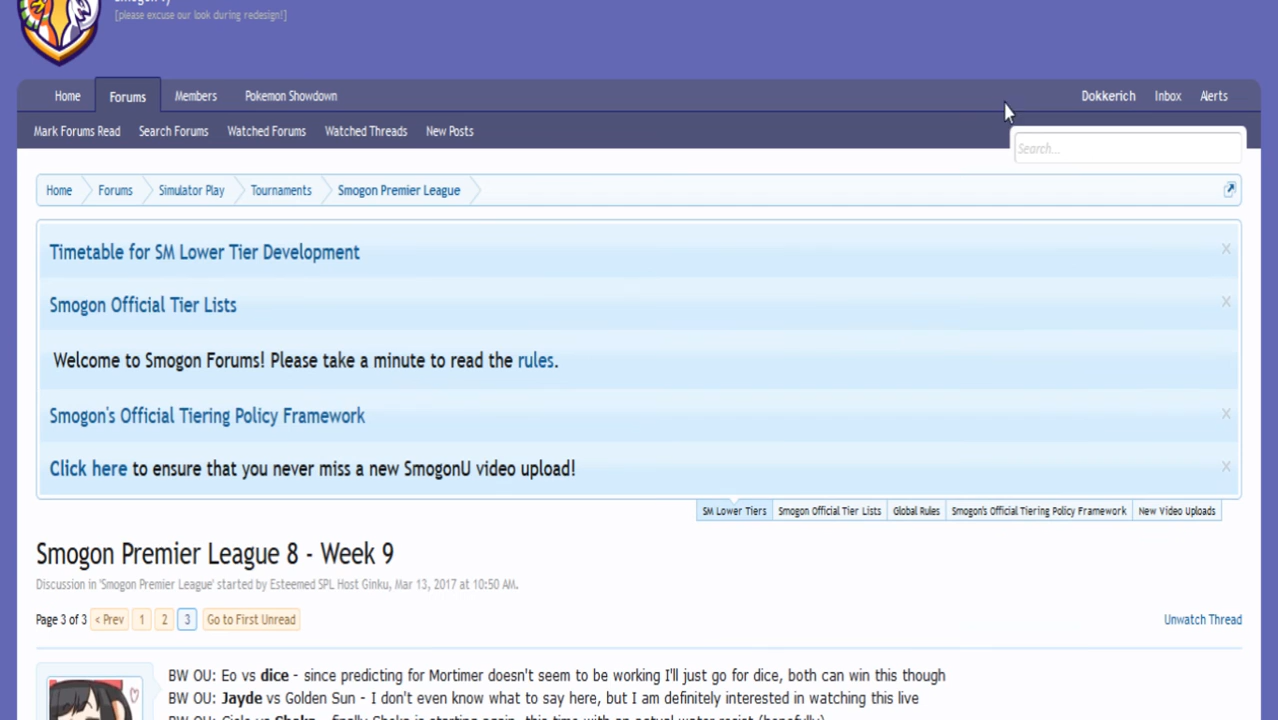 [please excuse our look during redesign!]
Home Forums Members Pokemon Showdown Dokkerich Inbox Alerts
Mark Forums Read Search Forums Watched Forums Watched Threads New Posts
Search...
Home Forums Simulator Play Tournaments Smogon Premier League
Timetable for SM Lower Tier Development X
Smogon Official Tier Lists X
Welcome to Smogon Forums! Please take a minute to read the rules.
Smogon's Official Tiering Policy Framework X
Click here to ensure that you never miss a new SmogonU video upload! X
SM Lower Tiers Smogon Official Tier Lists Global Rules Smogon's Official Tiering Policy Framework New Video Uploads
Smogon Premier League 8 - Week 9
Discussion in 'Smogon Premier League' started by Esteemed SPL Host Ginku, Mar 13, 2017 at 10:50 AM.
Page 3 of 3 < Prev 1 2 3 Go to First Unread Unwatch Thread
BW OU: Eo vs dice - since predicting for Mortimer doesn't seem to be working I'll just go for dice, both can win this though
BW OU: Jayde vs Golden Sun - I don't even know what to say here, but I am definitely interested in watching this live